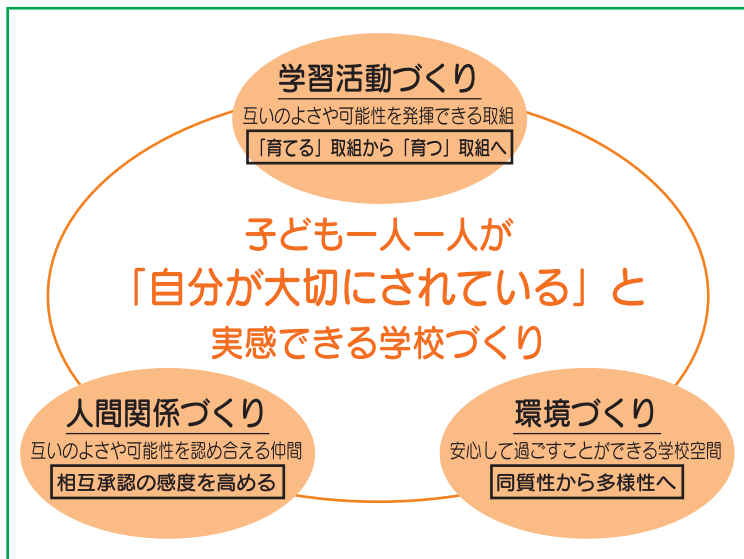 学習活動づくり
互いのよさや可能性を発揮できる取組
「育てる」取組から「育つ」取組へ
子ども一人一人が
「自分が大切にされている」と
実感できる学校づくり
人間関係づくり
互いのよさや可能性を認め合える仲間
相互承認の感度を高める
環境づくり
安心して過ごすことができる学校空間
同質性から多様性へ